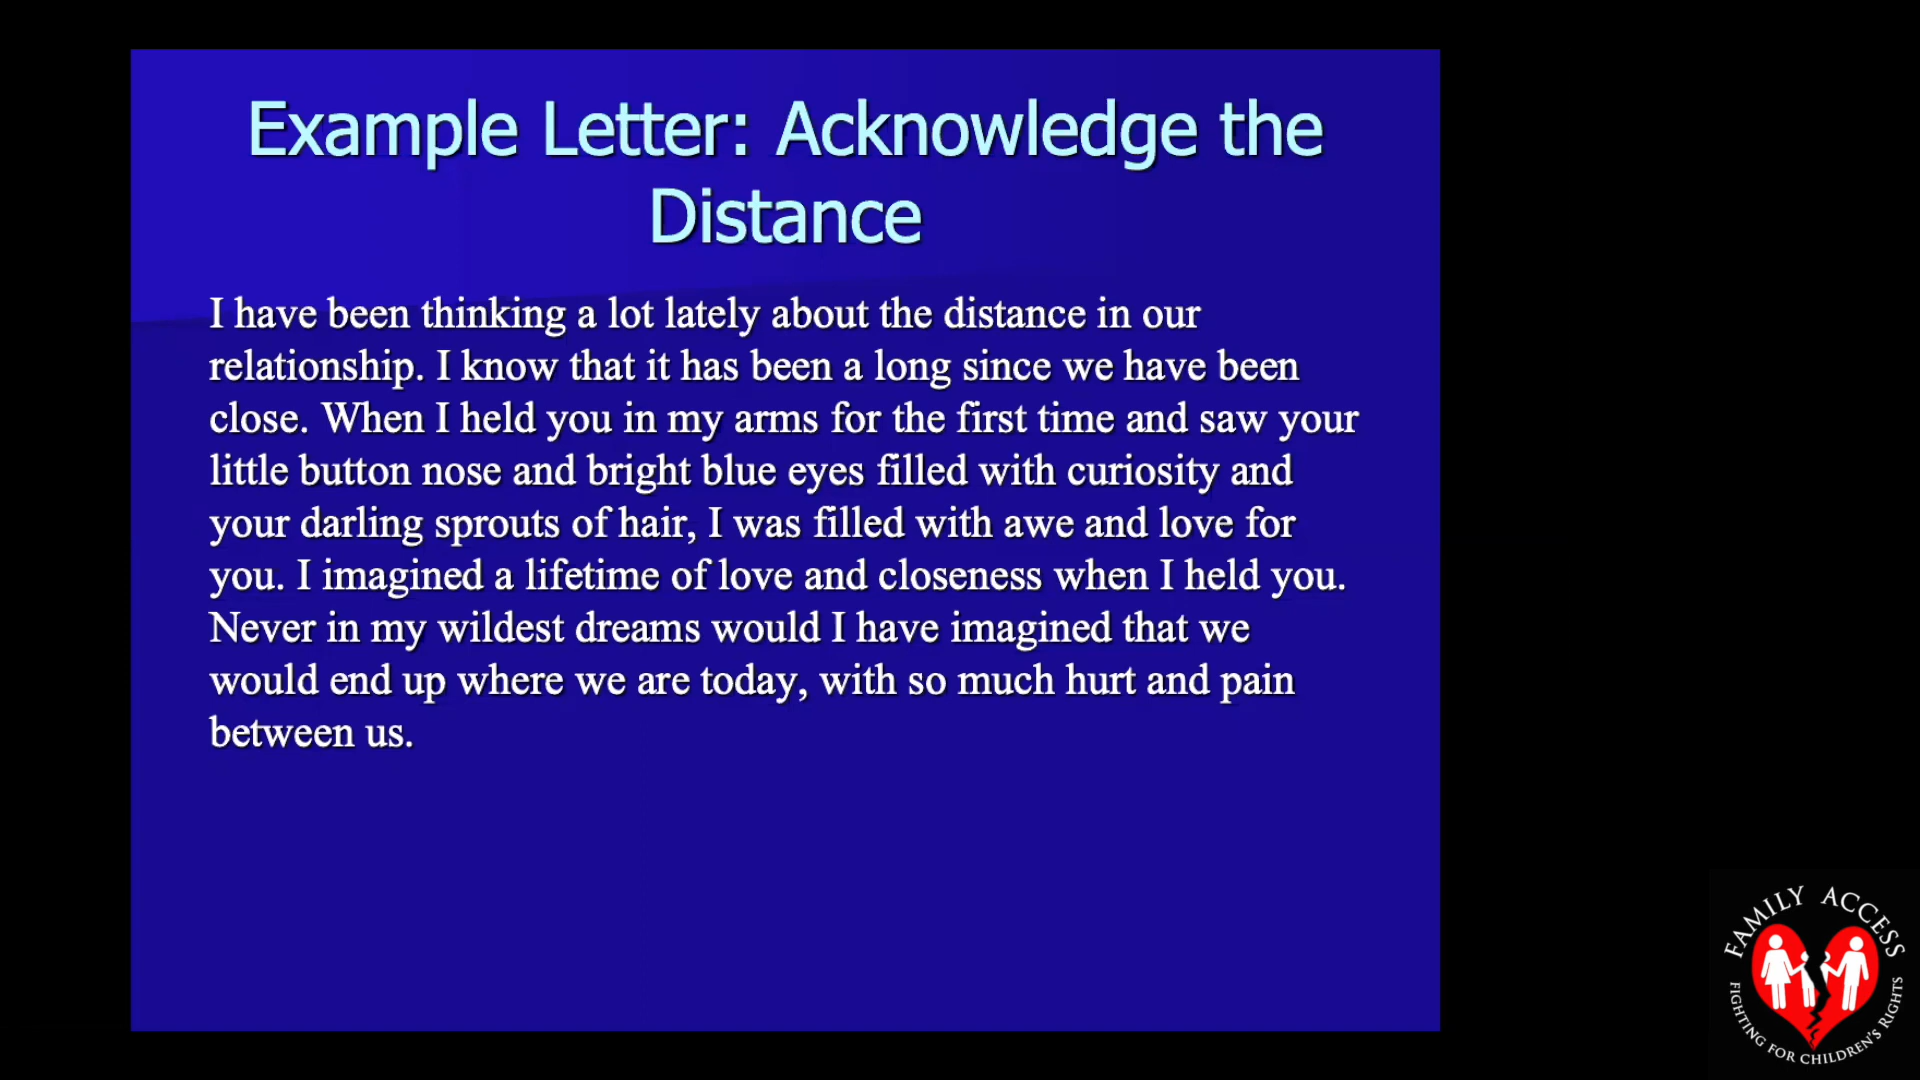 Example Letter: Acknowledge the
Distance
I have been thinking a lot lately about the distance in our
relationship. I know that it has been a long since we have been
close. When I held you in my arms for the first time and saw your
little button nose and bright blue eyes filled with curiosity and
your darling sprouts of hair, I was filled with awe and love for
you. I imagined a lifetime of love and closeness when I held you.
Never in my wildest dreams would I have imagined that we
would end up where we are today, with so much hurt and pain
between us.
FAMILY ACCESS
FIGHTING FOR CHILDREN'S RIGHTS